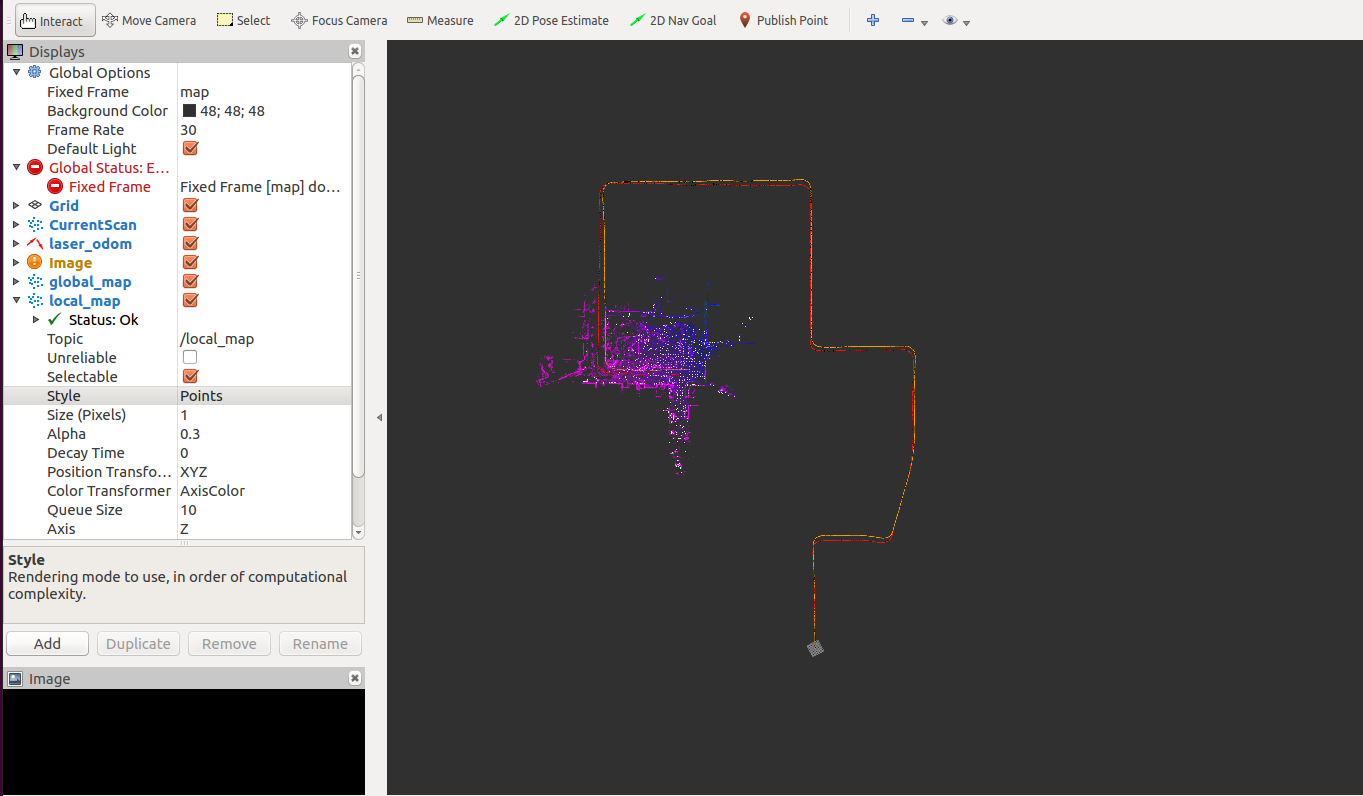 Interact Move Camera Select Focus Camera Measure 2D Pose Estimate 2D Nav Goal Publish Point
Displays
Global Options
Fixed Frame map
Background Color 48; 48; 48
Frame Rate 30
Default Light
Global Status: E...
Fixed Frame Fixed Frame [map] do...
Grid
CurrentScan
laser_odom
Image
global_map
local_map
Status: Ok
Topic /local_map
Unreliable
Selectable
Style Points
Size (Pixels) 1
Alpha 0.3
Decay Time 0
Position Transfo... XYZ
Color Transformer AxisColor
Queue Size 10
Axis Z
Style
Rendering mode to use, in order of computational
complexity.
Add Duplicate Remove Rename
Image